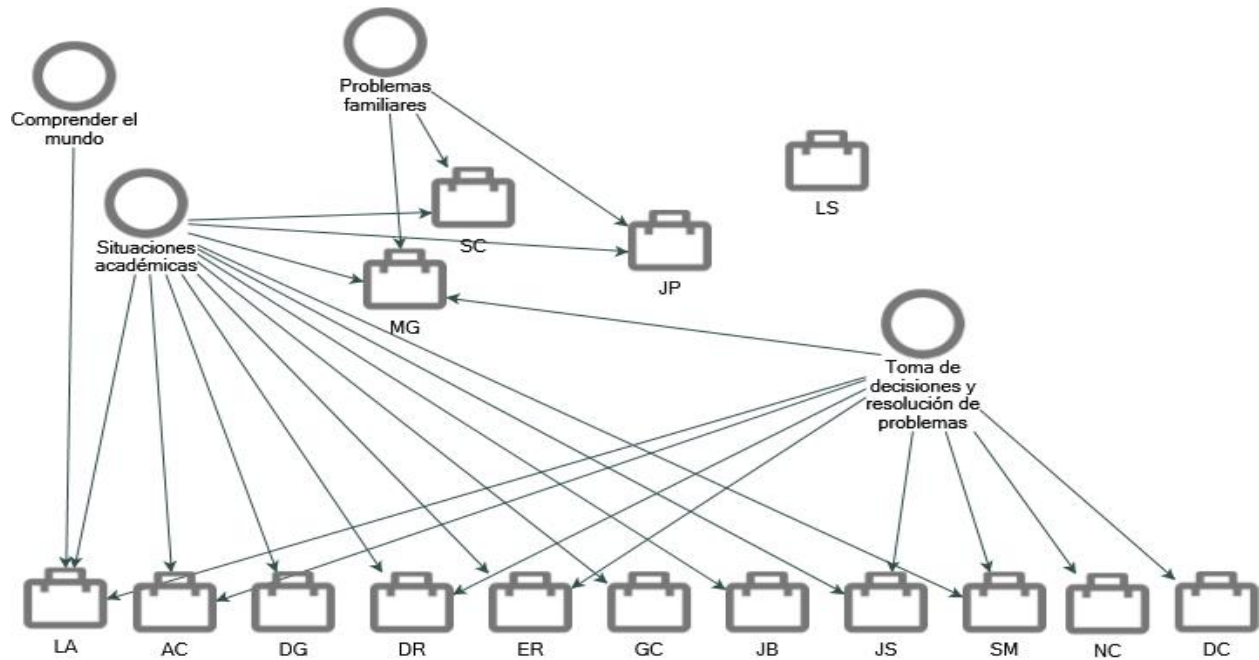 Problemas
familiares
Comprender el
mundo
LS
SC
Situaciones
académicas
JP
MG
Toma de
decisiones y
resolución de
problemas
LA
AC
DG
DR
ER
GC
JB
JS
SM
NC
DC